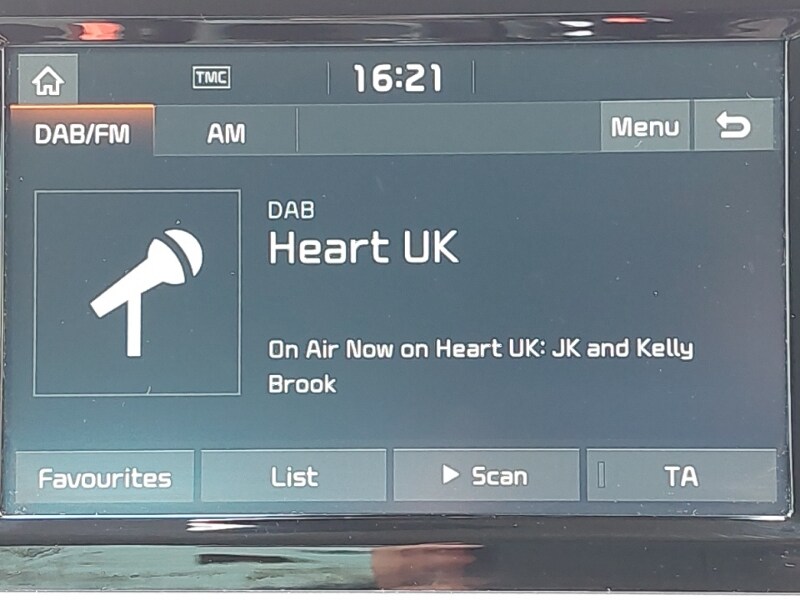 TMC
16:21
DAB/FM
AM
Menu
DAB
Heart UK
On Air Now on Heart UK: JK and Kelly
Brook
Favourites
List
Scan
TA